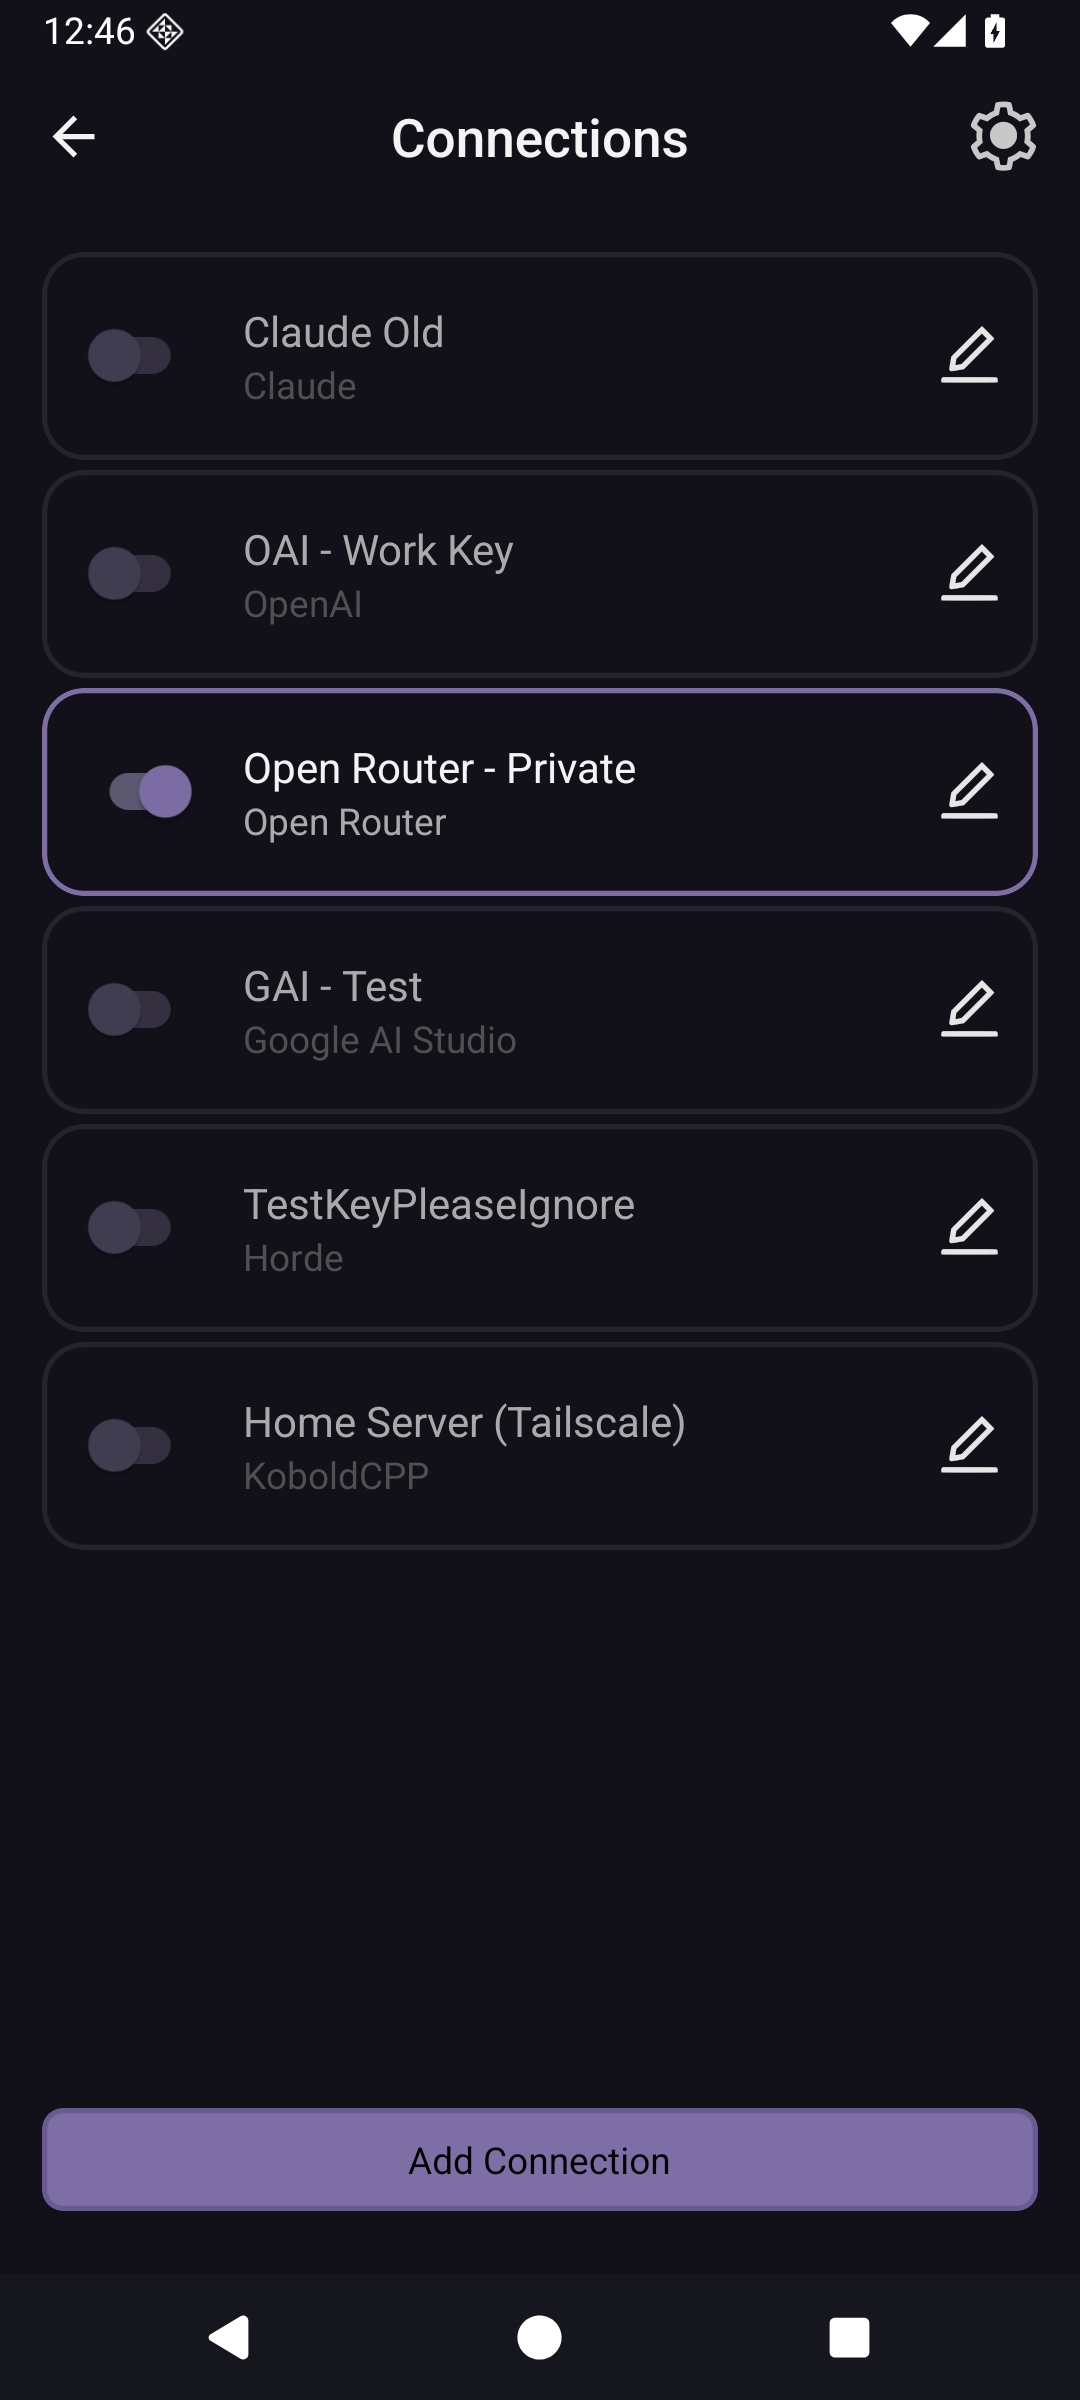 12:46
Connections
Claude Old
Claude
OAI - Work Key
OpenAI
Open Router - Private
Open Router
GAI - Test
Google AI Studio
TestKeyPleaseIgnore
Horde
Home Server (Tailscale)
KoboldCPP
Add Connection